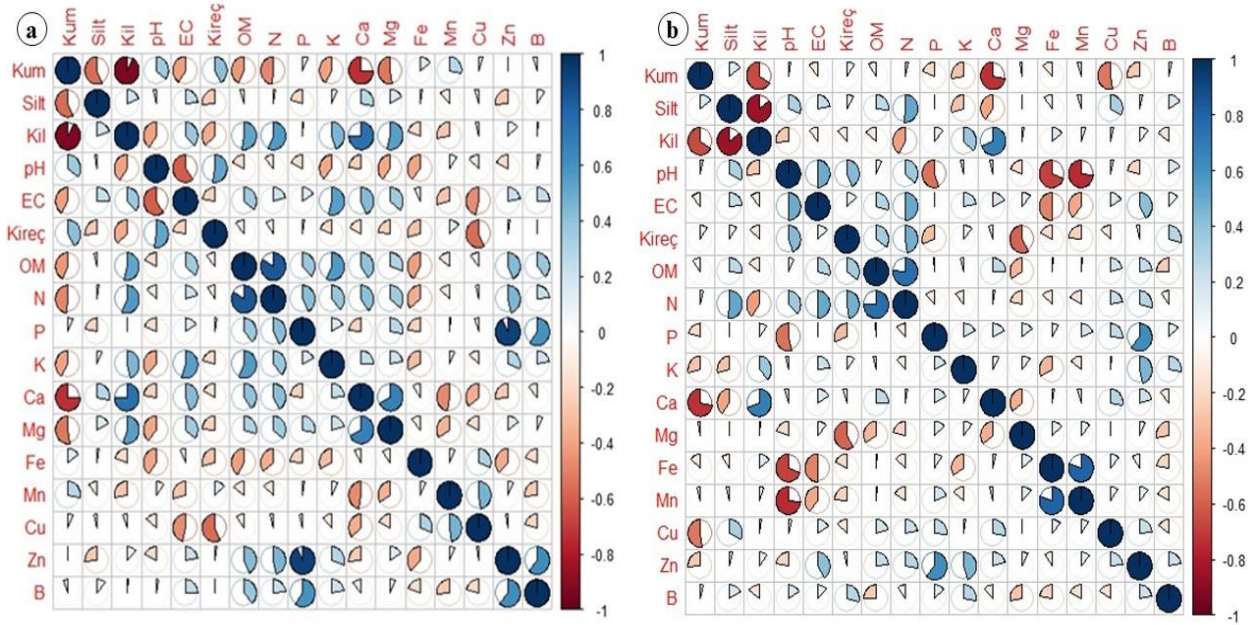 a
Kum Silt Kil pH EC Kireç OM N P K Ca Mg Fe Mn Cu Zn B
Kum
Silt
Kil
pH
EC
Kireç
OM
N
P
K
Ca
Mg
Fe
Mn
Cu
Zn
B
1
0.8
0.6
0.4
0.2
0
-0.2
-0.4
-0.6
-0.8
-1
b
Kum Silt Kil pH EC Kireç OM N P K Ca Mg Fe Mn Cu Zn B
Kum
Silt
Kil
pH
EC
Kireç
OM
N
P
K
Ca
Mg
Fe
Mn
Cu
Zn
B
1
0.8
0.6
0.4
0.2
0
-0.2
-0.4
-0.6
-0.8
-1